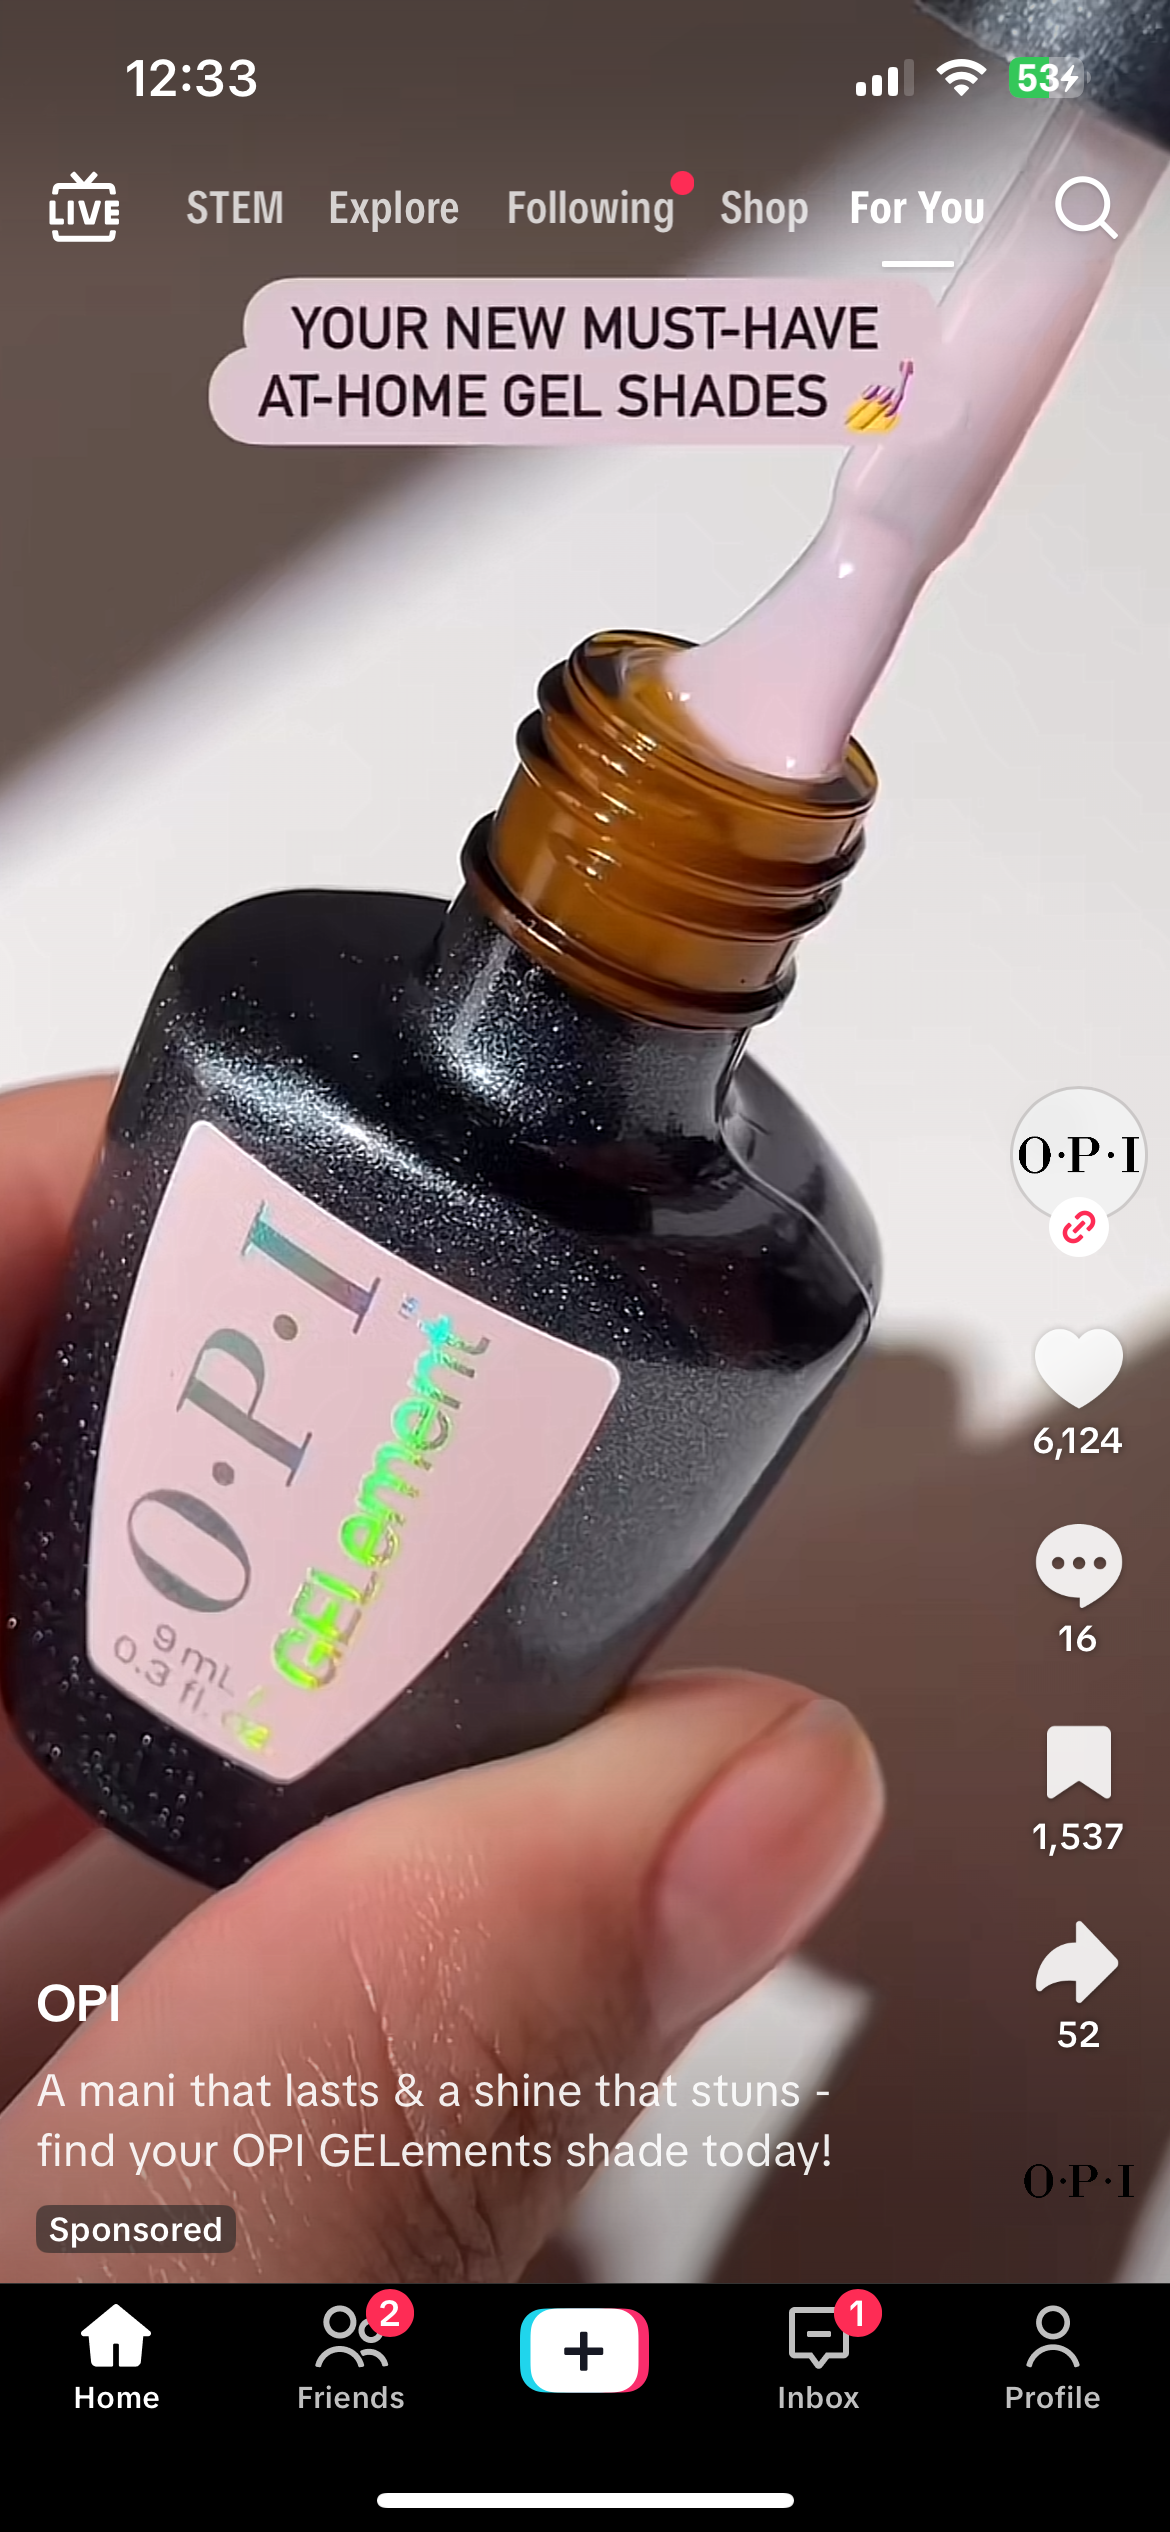 12:33
53
LIVE
STEM Explore Following Shop For You
YOUR NEW MUST-HAVE
AT-HOME GEL SHADES
O·P·I
O·P·I
GELement
9 mL
0.3 fl. oz
6,124
16
1,537
52
OPI
A mani that lasts & a shine that stuns -
find your OPI GELements shade today!
O·P·I
Sponsored
2
1
Home Friends Inbox Profile